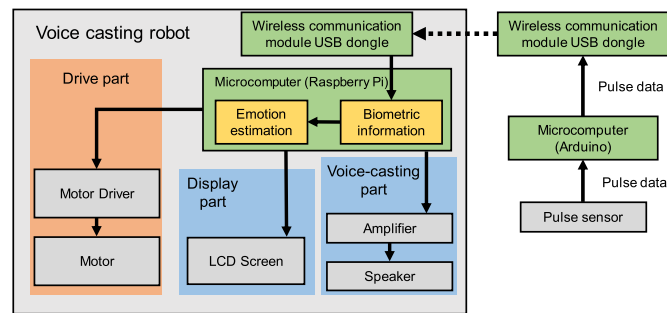 Voice casting robot
Wireless communication
module USB dongle
Wireless communication
module USB dongle
Drive part
Microcomputer (Raspberry Pi)
Pulse data
Emotion
estimation
Biometric
information
Microcomputer
(Arduino)
Display
part
Voice-casting
part
Pulse data
Motor Driver
Amplifier
Pulse sensor
Motor
LCD Screen
Speaker